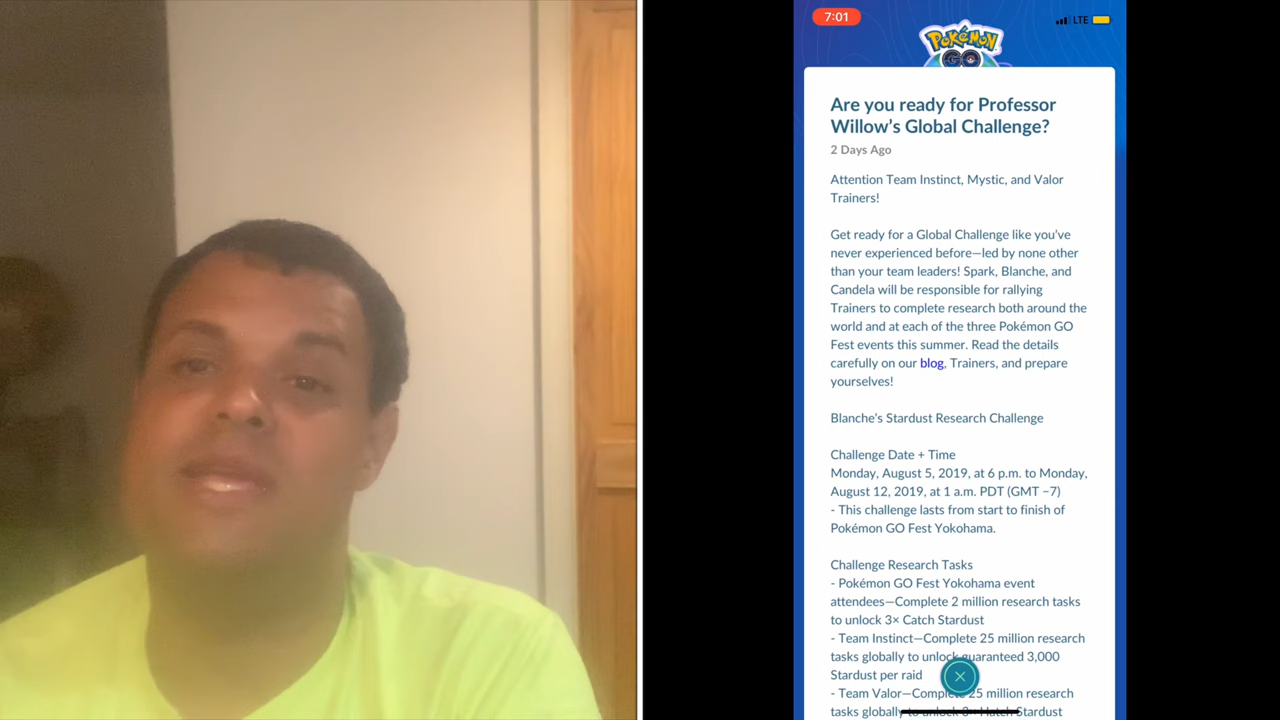 7:01
LTE
POKÉMON
GO
Are you ready for Professor
Willow's Global Challenge?
2 Days Ago
Attention Team Instinct, Mystic, and Valor
Trainers!
Get ready for a Global Challenge like you've
never experienced before—led by none other
than your team leaders! Spark, Blanche, and
Candela will be responsible for rallying
Trainers to complete research both around the
world and at each of the three Pokémon GO
Fest events this summer. Read the details
carefully on our blog, Trainers, and prepare
yourselves!
Blanche's Stardust Research Challenge
Challenge Date + Time
Monday, August 5, 2019, at 6 p.m. to Monday,
August 12, 2019, at 1 a.m. PDT (GMT −7)
- This challenge lasts from start to finish of
Pokémon GO Fest Yokohama.
Challenge Research Tasks
- Pokémon GO Fest Yokohama event
attendees—Complete 2 million research tasks
to unlock 3× Catch Stardust
- Team Instinct—Complete 25 million research
tasks globally to unlock guaranteed 3,000
Stardust per raid
- Team Valor—Complete 25 million research
tasks globally to unlock 3× Hatch Stardust